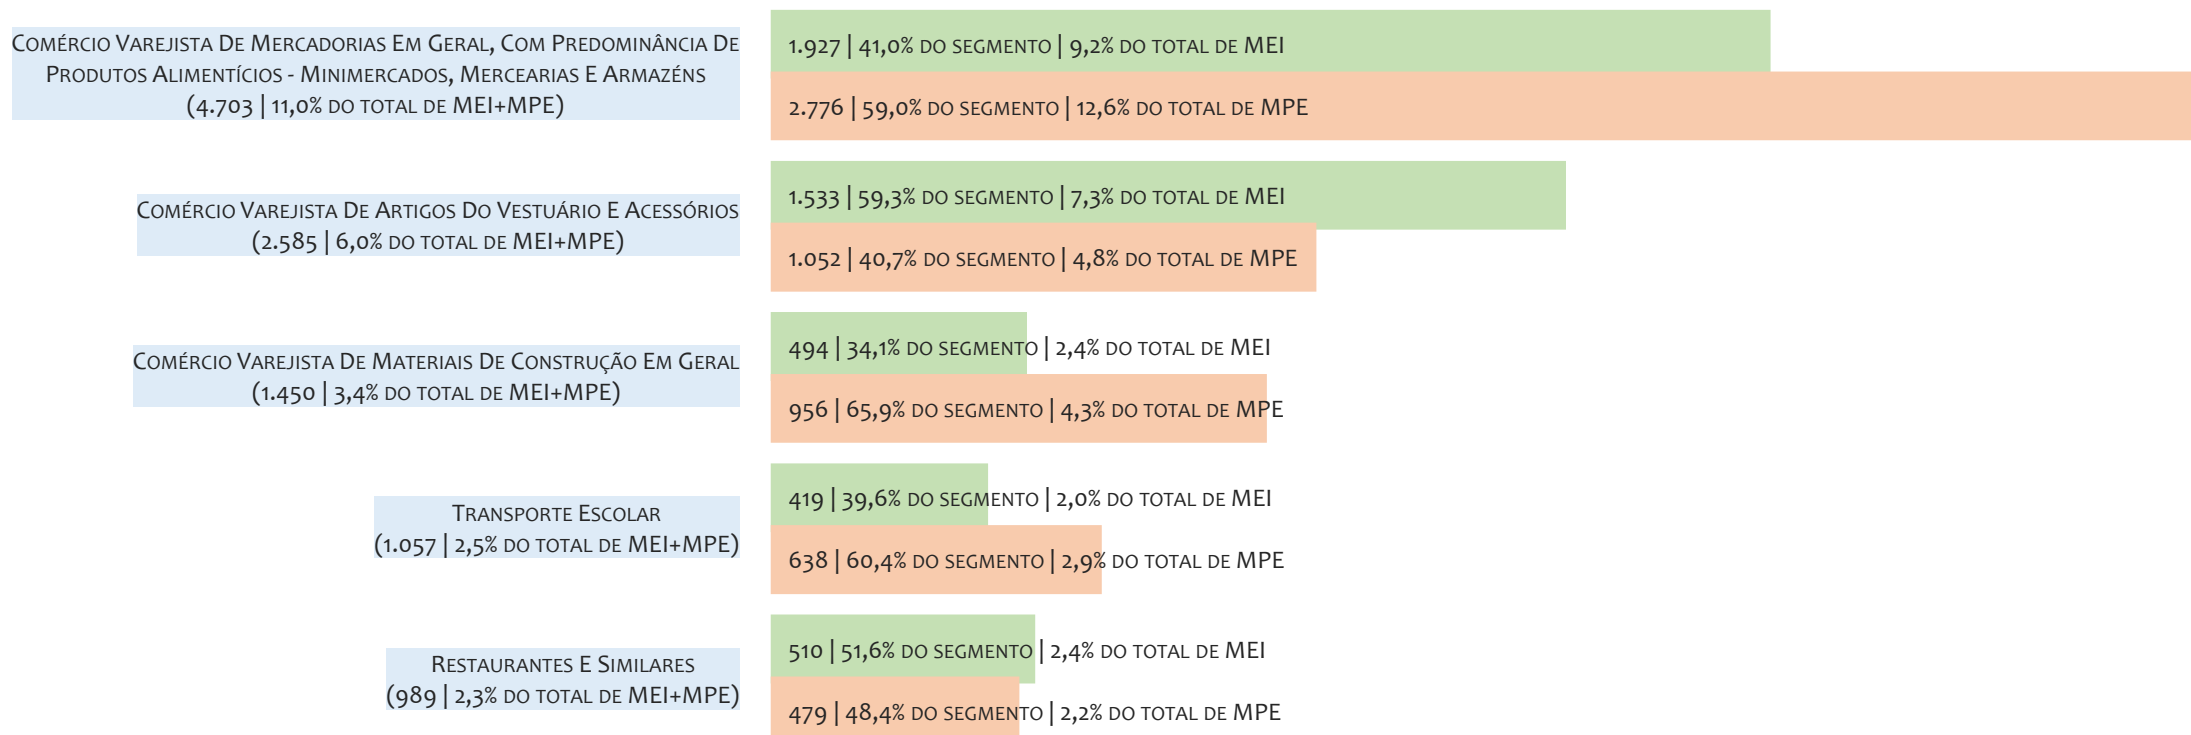 Comércio Varejista De Mercadorias Em Geral, Com Predominância De
Produtos Alimentícios - Minimercados, Mercearias E Armazéns
(4.703 | 11,0% do total de MEI+MPE)
1.927 | 41,0% do segmento | 9,2% do total de MEI
2.776 | 59,0% do segmento | 12,6% do total de MPE
Comércio Varejista De Artigos Do Vestuário E Acessórios
(2.585 | 6,0% do total de MEI+MPE)
1.533 | 59,3% do segmento | 7,3% do total de MEI
1.052 | 40,7% do segmento | 4,8% do total de MPE
Comércio Varejista De Materiais De Construção Em Geral
(1.450 | 3,4% do total de MEI+MPE)
494 | 34,1% do segmento | 2,4% do total de MEI
956 | 65,9% do segmento | 4,3% do total de MPE
Transporte Escolar
(1.057 | 2,5% do total de MEI+MPE)
419 | 39,6% do segmento | 2,0% do total de MEI
638 | 60,4% do segmento | 2,9% do total de MPE
Restaurantes E Similares
(989 | 2,3% do total de MEI+MPE)
510 | 51,6% do segmento | 2,4% do total de MEI
479 | 48,4% do segmento | 2,2% do total de MPE